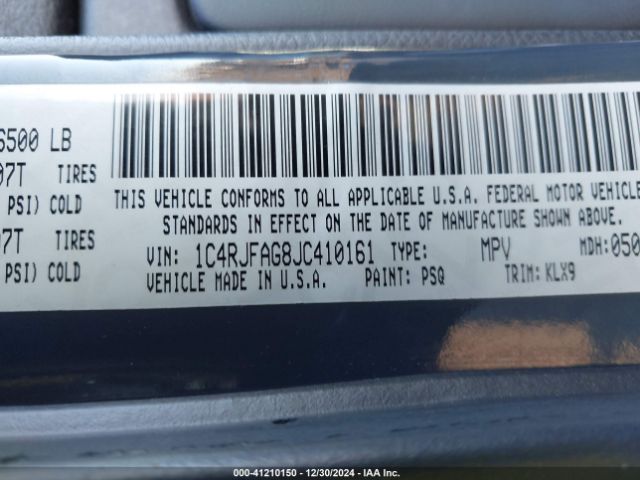 6500 LB
07T TIRES
PSI) COLD
07T TIRES
PSI) COLD
THIS VEHICLE CONFORMS TO ALL APPLICABLE U.S.A. FEDERAL MOTOR VEHICLE
STANDARDS IN EFFECT ON THE DATE OF MANUFACTURE SHOWN ABOVE.
VIN: 1C4RJFAG8JC410161 TYPE: MPV MDH:050
VEHICLE MADE IN U.S.A. PAINT: PSQ TRIM: KLX9
000-41210150 - 12/30/2024 - IAA Inc.